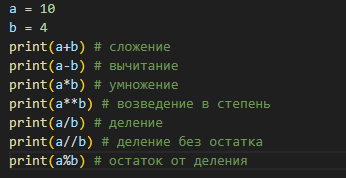 a = 10
b = 4
print(a+b) # сложение
print(a-b) # вычитание
print(a*b) # умножение
print(a**b) # возведение в степень
print(a/b) # деление
print(a//b) # деление без остатка
print(a%b) # остаток от деления